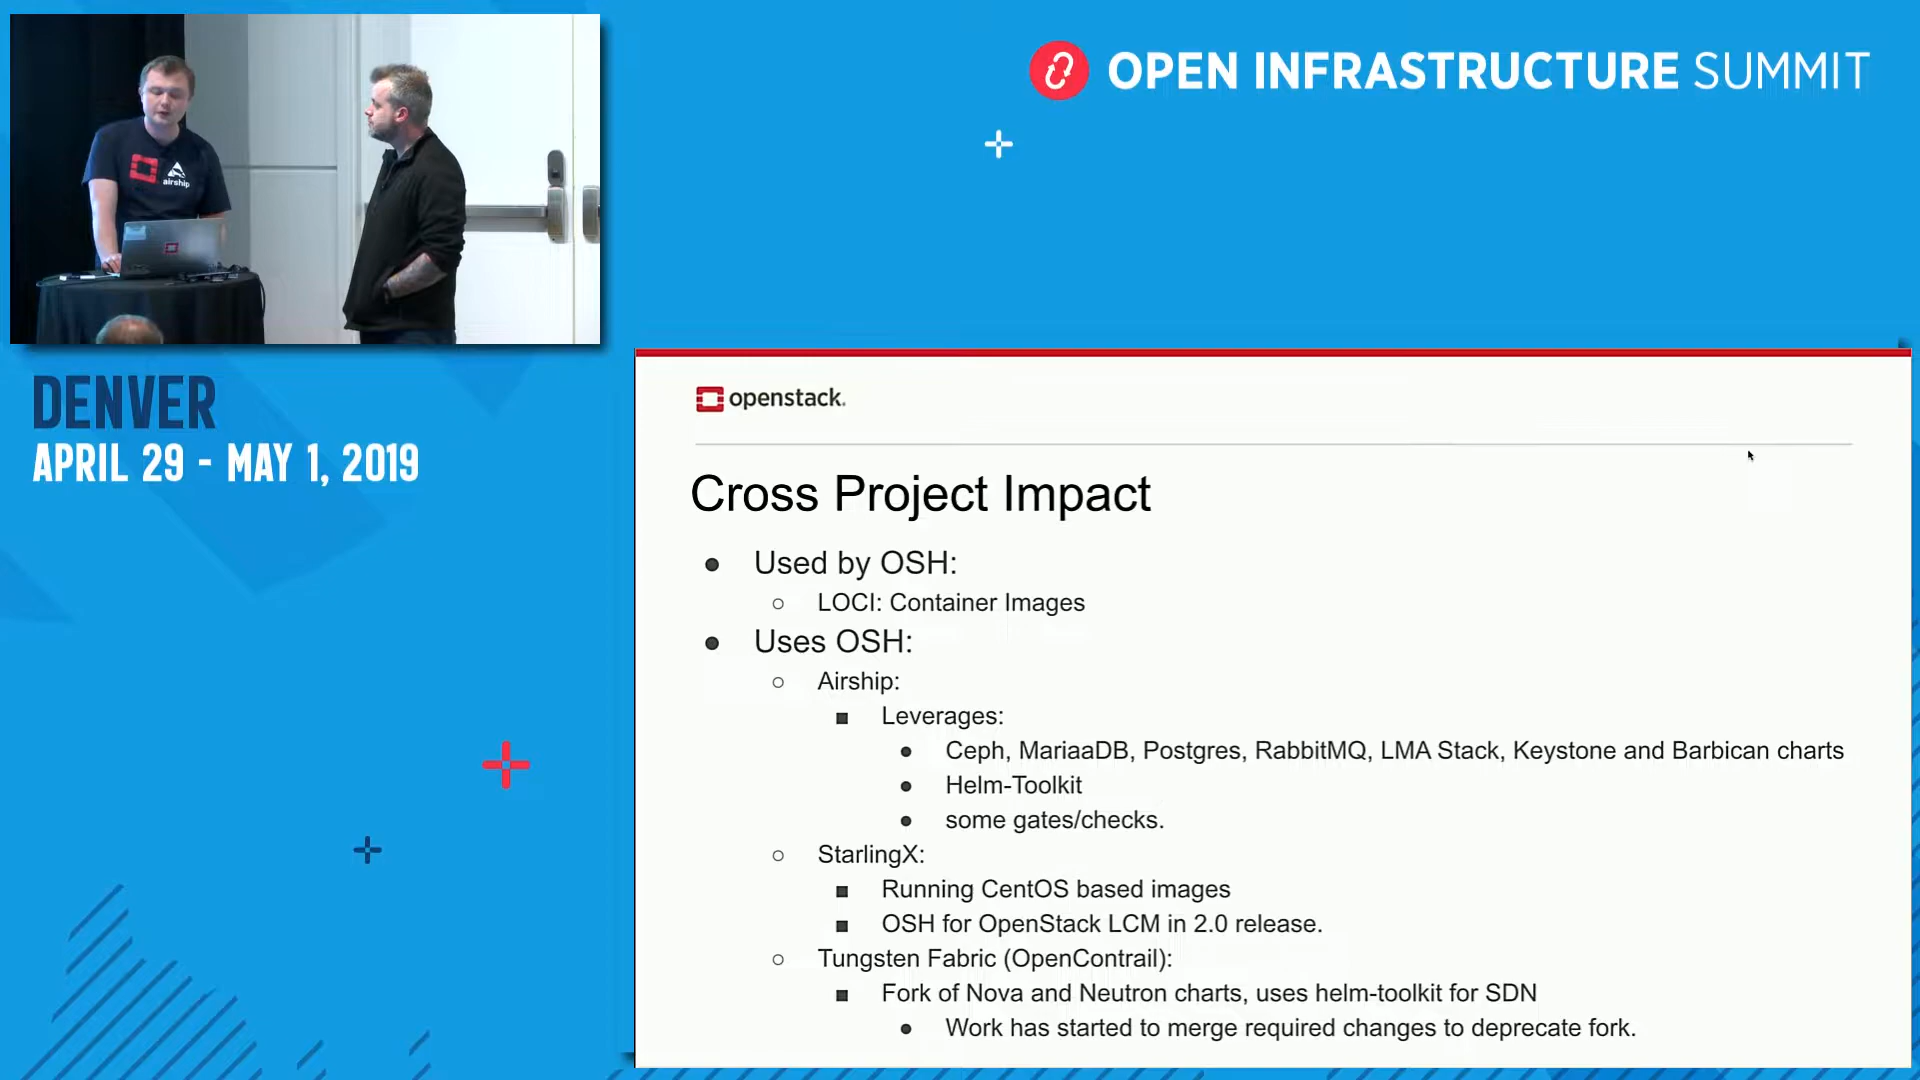 airship
OPEN INFRASTRUCTURE SUMMIT
DENVER
APRIL 29 - MAY 1, 2019
openstack.
Cross Project Impact
Used by OSH:
LOCI: Container Images
Uses OSH:
Airship:
Leverages:
Ceph, MariaaDB, Postgres, RabbitMQ, LMA Stack, Keystone and Barbican charts
Helm-Toolkit
some gates/checks.
StarlingX:
Running CentOS based images
OSH for OpenStack LCM in 2.0 release.
Tungsten Fabric (OpenContrail):
Fork of Nova and Neutron charts, uses helm-toolkit for SDN
Work has started to merge required changes to deprecate fork.